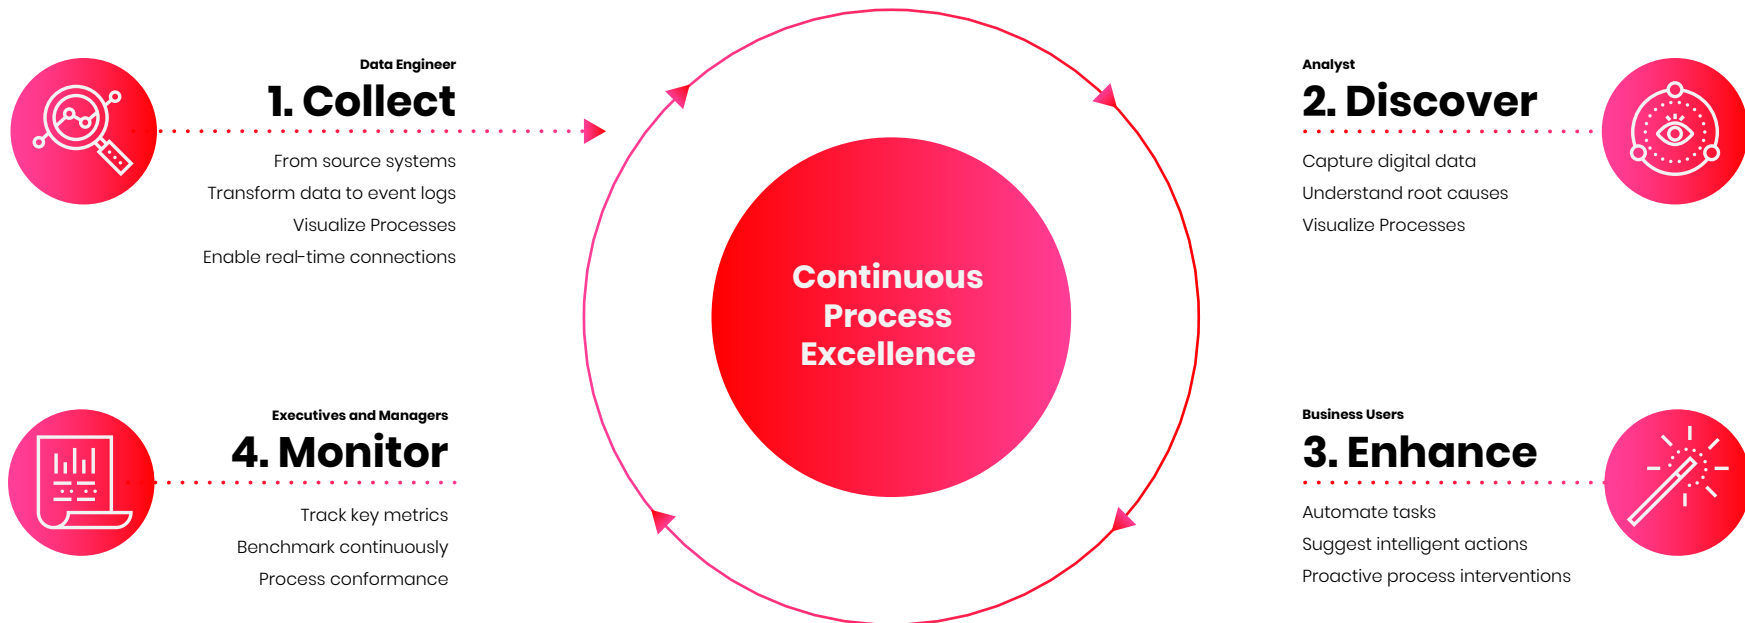 Data Engineer
1. Collect
From source systems
Transform data to event logs
Visualize Processes
Enable real-time connections
Continuous
Process
Excellence
Analyst
2. Discover
Capture digital data
Understand root causes
Visualize Processes
Business Users
3. Enhance
Automate tasks
Suggest intelligent actions
Proactive process interventions
Executives and Managers
4. Monitor
Track key metrics
Benchmark continuously
Process conformance